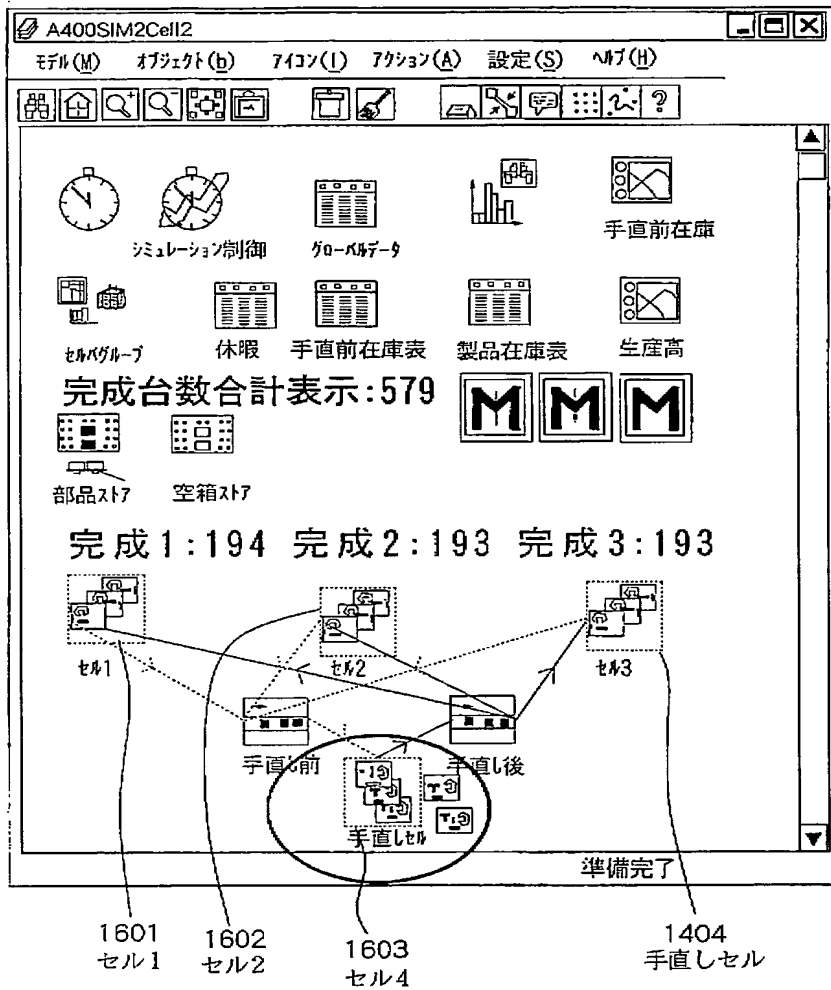 A400SIM2Cell2
モデル(M) オブジェクト(b) アイコン(I) アクション(A) 設定(S) ヘルプ(H)
シミュレーション制御 グローバルデータ 手直前在庫
セルバグループ 休暇 手直前在庫表 製品在庫表 生産高
完成台数合計表示:579
M M M
部品ストア 空箱ストア
完成1:194 完成2:193 完成3:193
セル1 セル2 セル3
手直し前 手直し後
手直しセル
準備完了
1601 1602 1603 1404
セル1 セル2 セル4 手直しセル